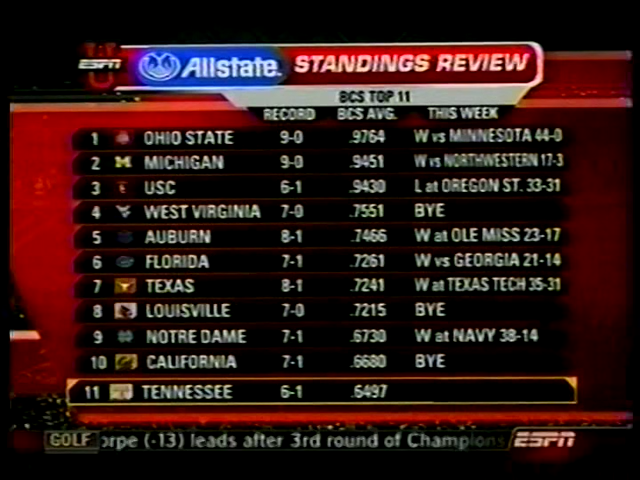 ESPN Allstate. STANDINGS REVIEW
BCS TOP 11
RECORD BCS AVG. THIS WEEK
1 OHIO STATE 9-0 .9764 W vs MINNESOTA 44-0
2 MICHIGAN 9-0 .9451 W vs NORTHWESTERN 17-3
3 USC 6-1 .9430 L at OREGON ST. 33-31
4 WEST VIRGINIA 7-0 .7551 BYE
5 AUBURN 8-1 .7466 W at OLE MISS 23-17
6 FLORIDA 7-1 .7261 W vs GEORGIA 21-14
7 TEXAS 8-1 .7241 W at TEXAS TECH 35-31
8 LOUISVILLE 7-0 .7215 BYE
9 NOTRE DAME 7-1 .6730 W at NAVY 38-14
10 CALIFORNIA 7-1 .6680 BYE
11 TENNESSEE 6-1 .6497
GOLF orpe (-13) leads after 3rd round of Champions ESPN